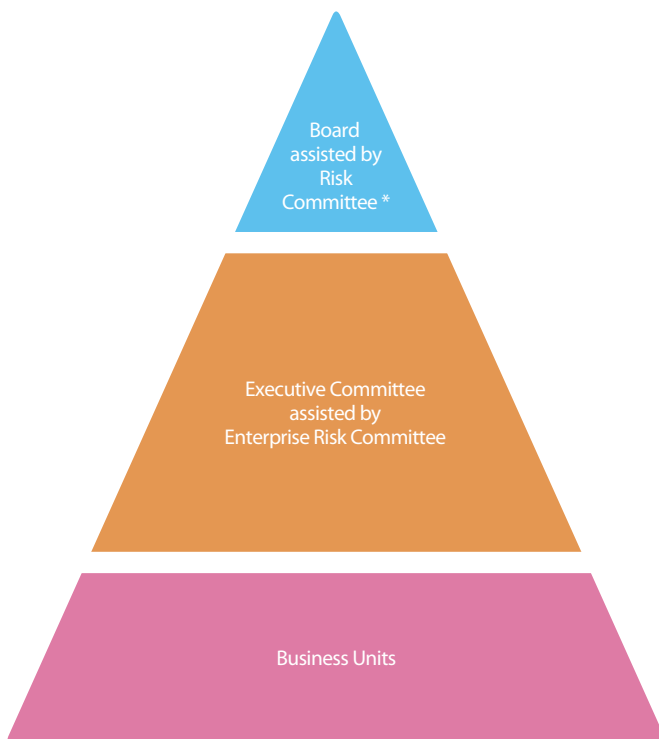 Board
assisted by
Risk
Committee *
Executive Committee
assisted by
Enterprise Risk Committee
Business Units